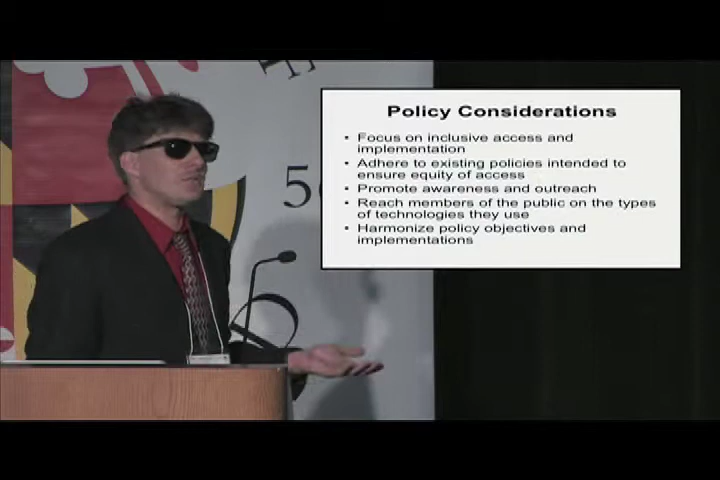 Policy Considerations
• Focus on inclusive access and
implementation
• Adhere to existing policies intended to
ensure equity of access
• Promote awareness and outreach
• Reach members of the public on the types
of technologies they use
• Harmonize policy objectives and
implementations
5